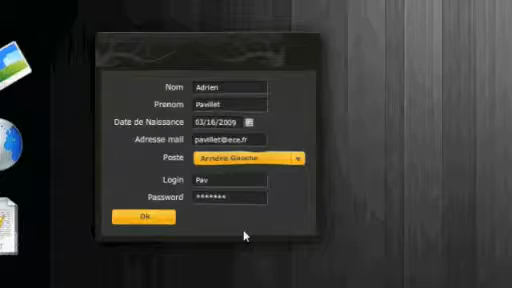 Nom Adrien
Prenom Pavillet
Date de Naissance 03/16/2009
Adresse mail pavillet@ece.fr
Poste Arrière Gauche
Login Pav
Password *******
Ok